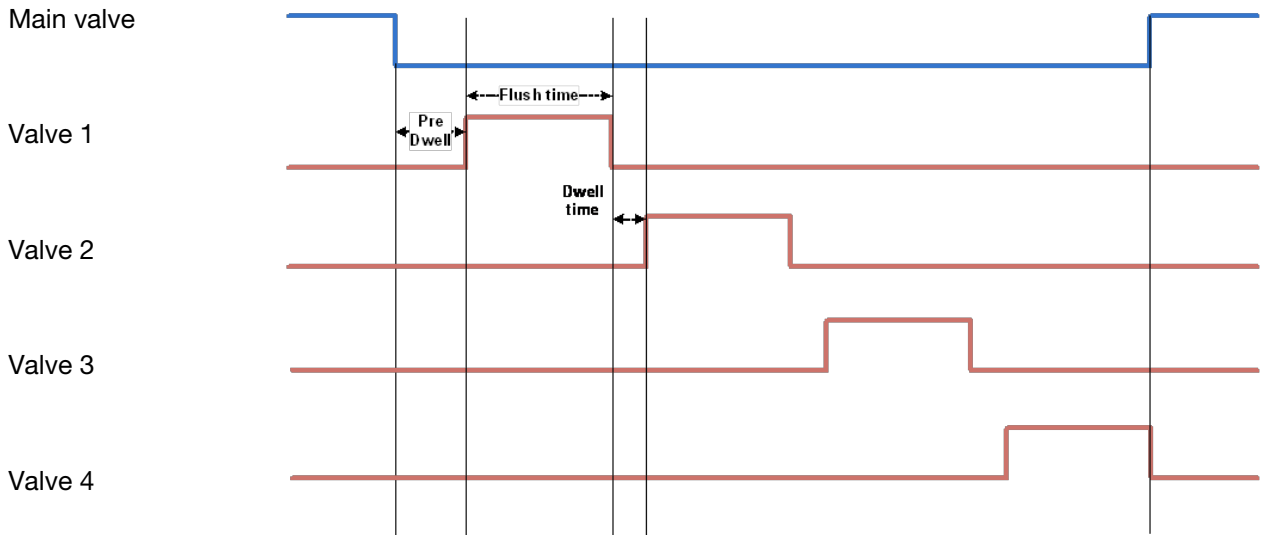 Main valve
Flush time
Pre
Dwell
Valve 1
Dwell
time
Valve 2
Valve 3
Valve 4